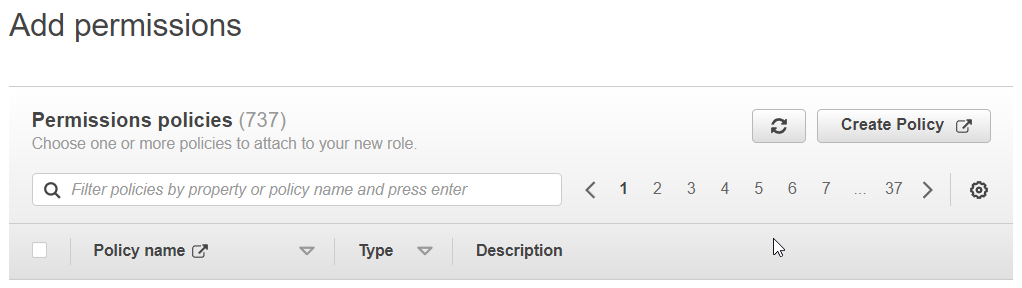 Add permissions
Permissions policies (737)
Create Policy
Choose one or more policies to attach to your new role.
Filter policies by property or policy name and press enter
1 2 3 4 5 6 7 ... 37
Policy name Type Description